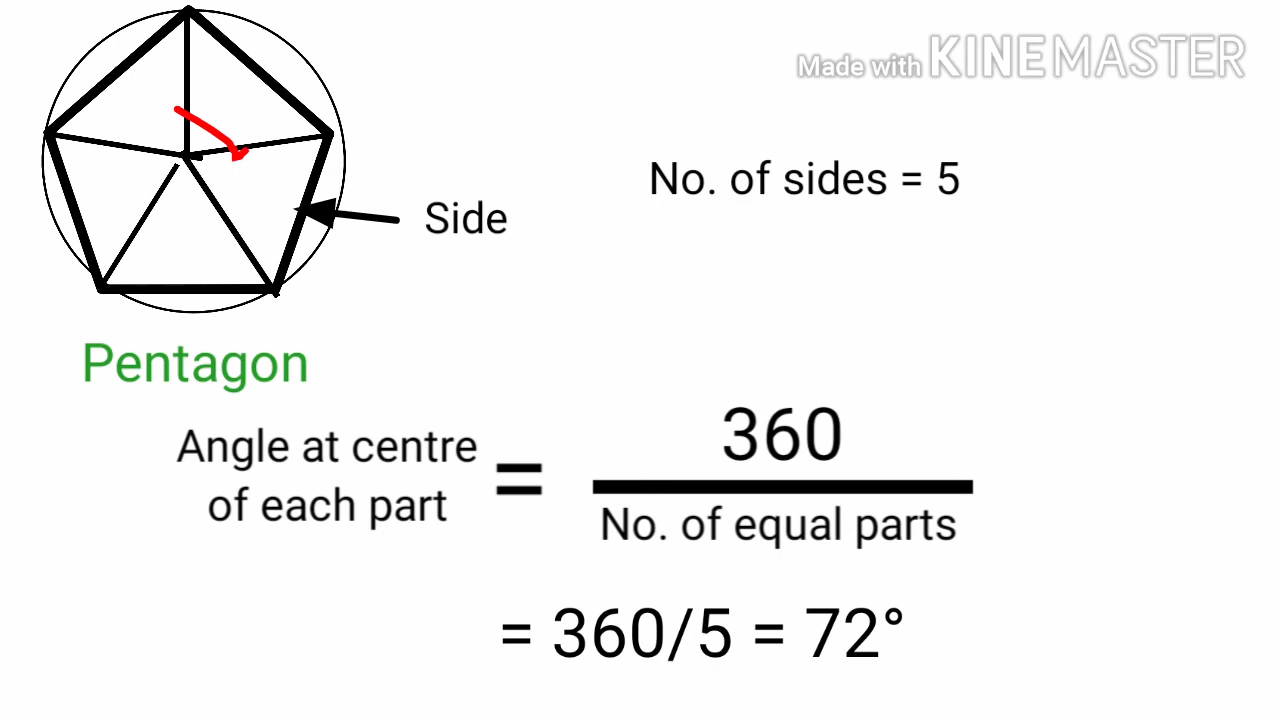 Made with KINEMASTER
No. of sides = 5
Side
Pentagon
Angle at centre
of each part
=
360
No. of equal parts
= 360/5 = 72°